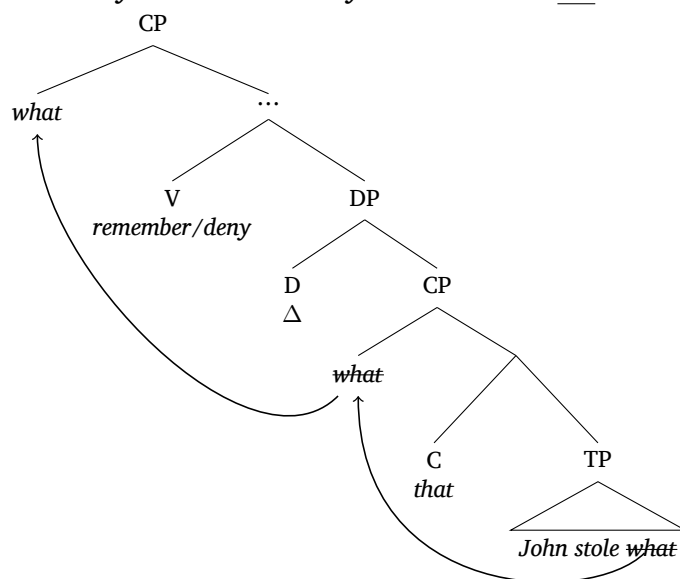 CP
what ...
V DP
remember/deny
D CP
Δ
what
C TP
that
John stole what